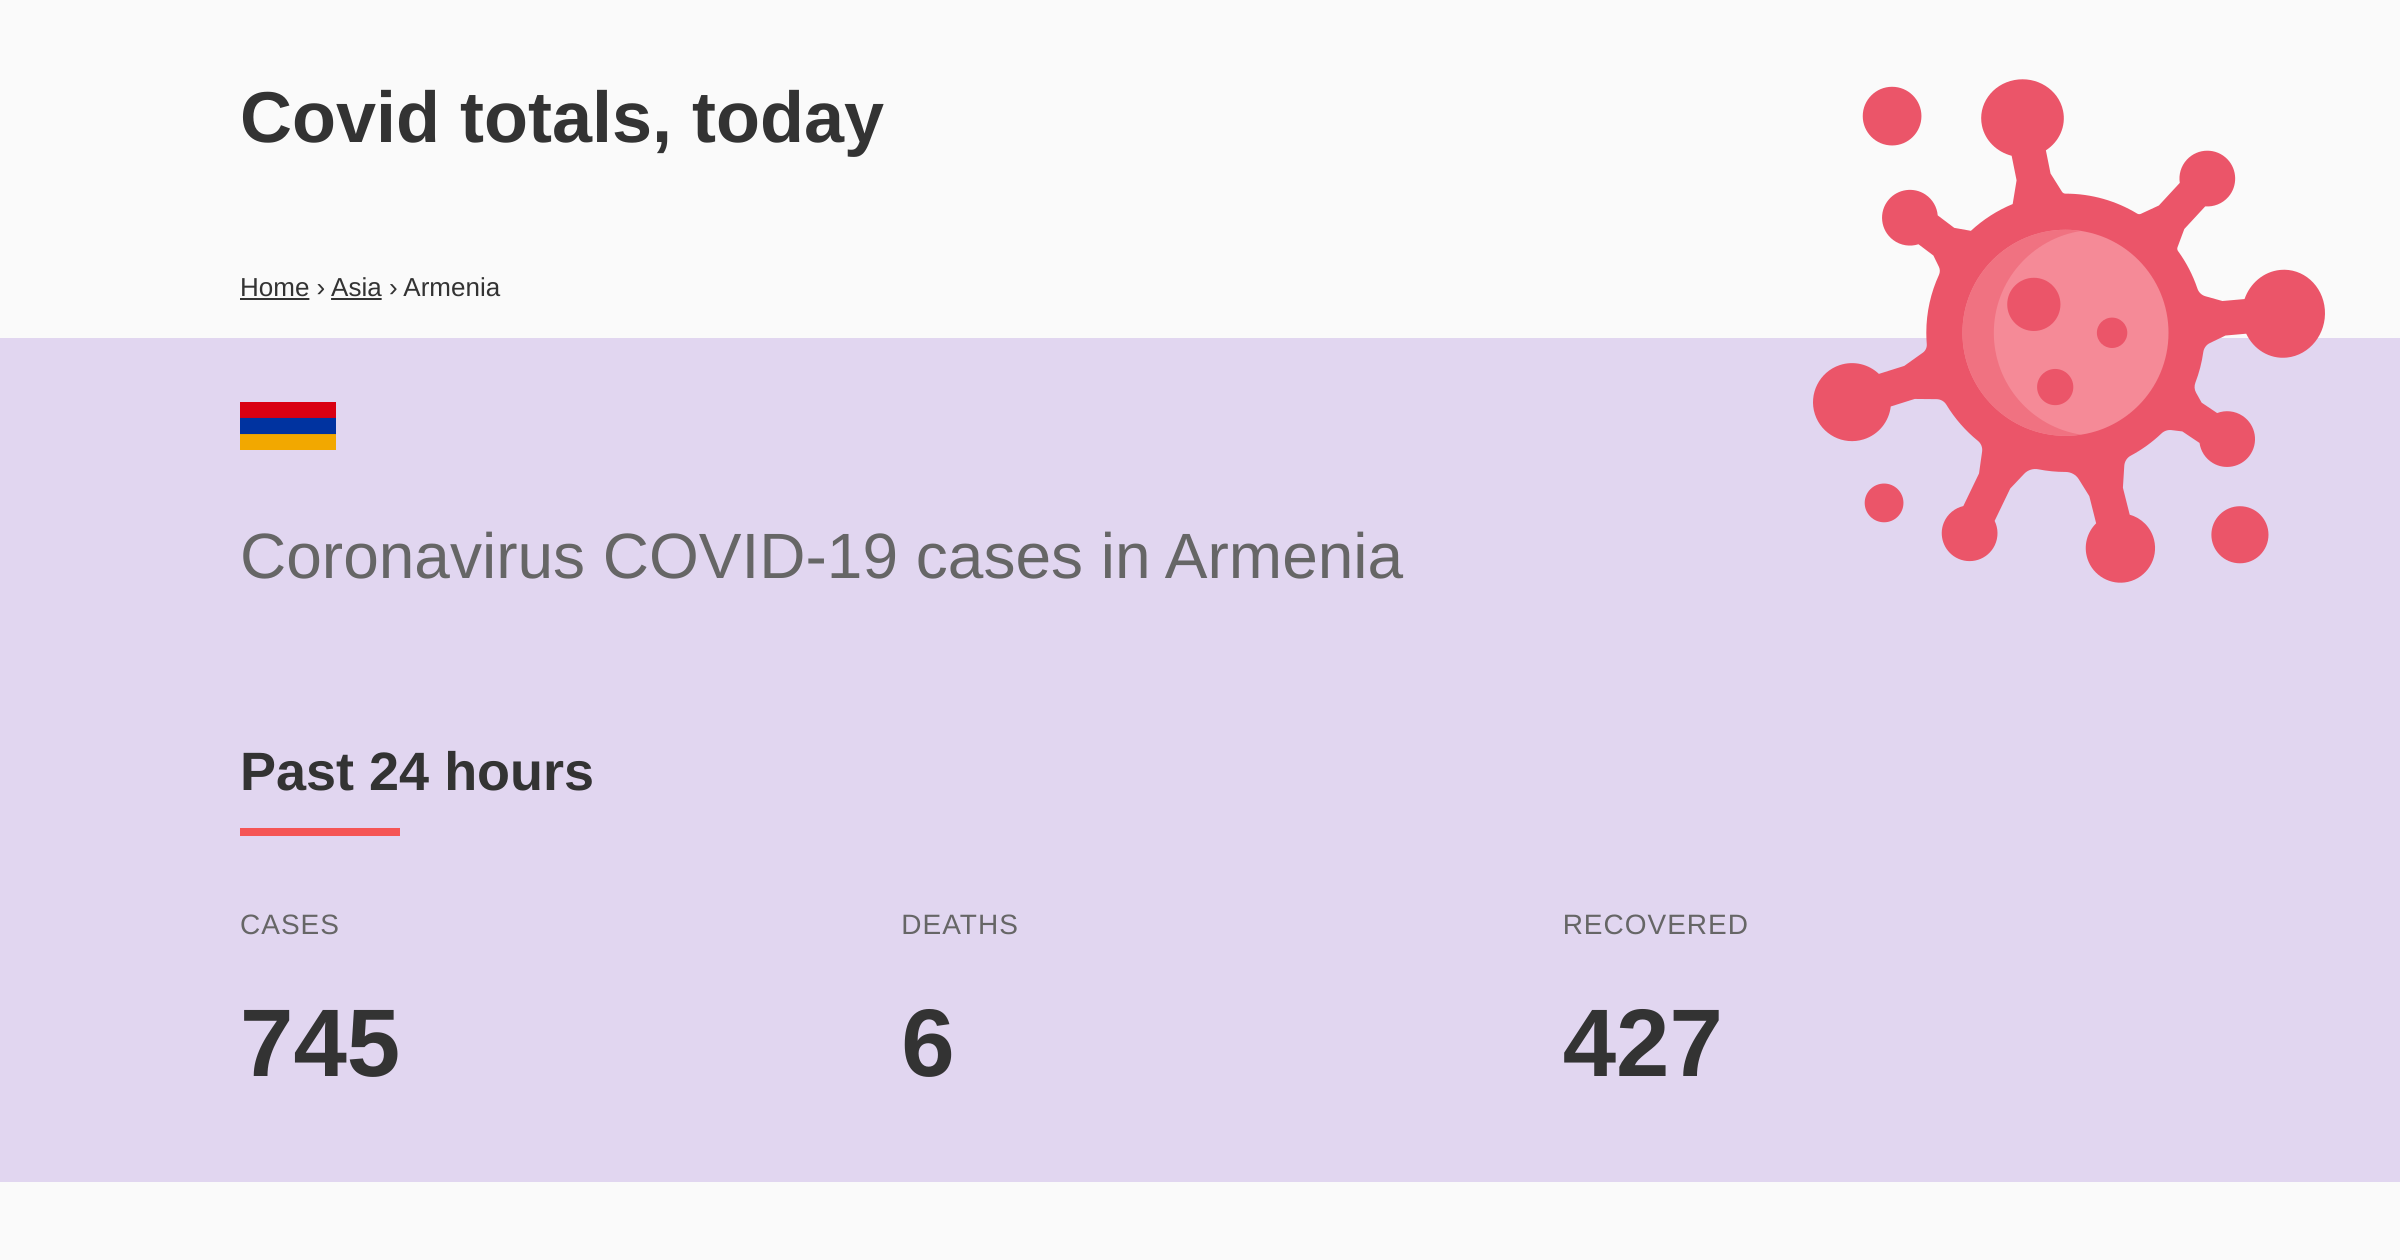 Covid totals, today
Home › Asia › Armenia
Coronavirus COVID-19 cases in Armenia
Past 24 hours
CASES DEATHS RECOVERED
745 6 427